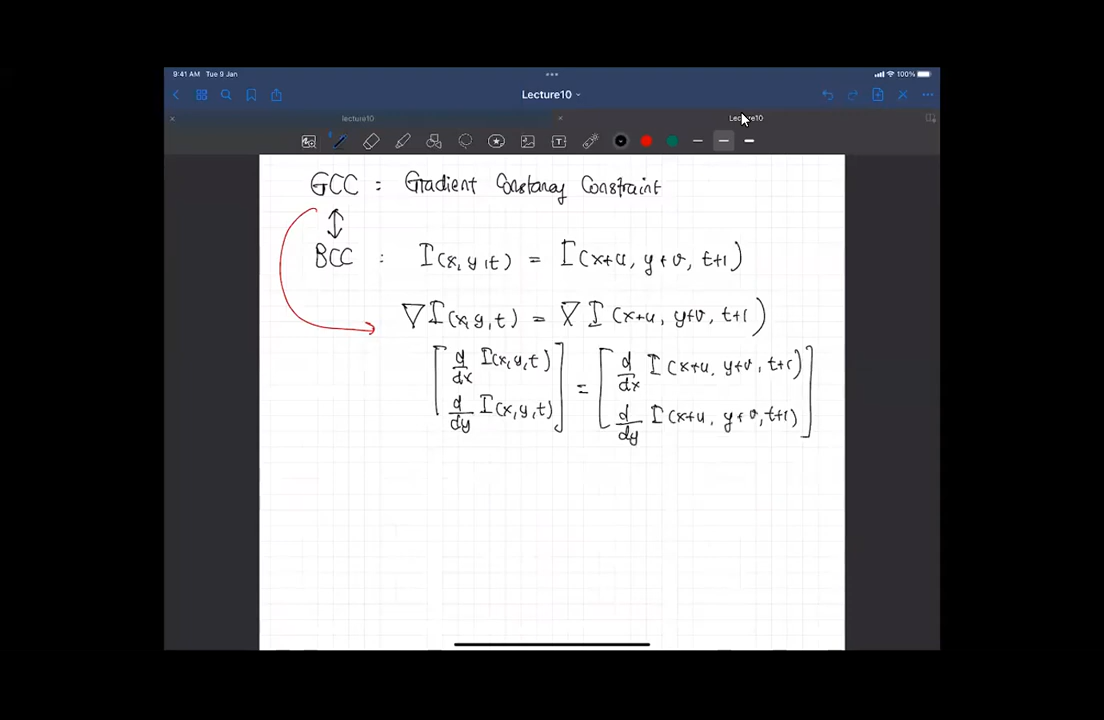 9:41 AM Tue 9 Jan
100%
Lecture10
lecture10
Lecture10
GCC : Gradient Constancy Constraint
BCC : I(x, y, t) = I(x+u, y+v, t+1)
∇I(x, y, t) = ∇I(x+u, y+v, t+1)
[d/dx I(x, y, t)] = [d/dx I(x+u, y+v, t+1)]
[d/dy I(x, y, t)] [d/dy I(x+u, y+v, t+1)]